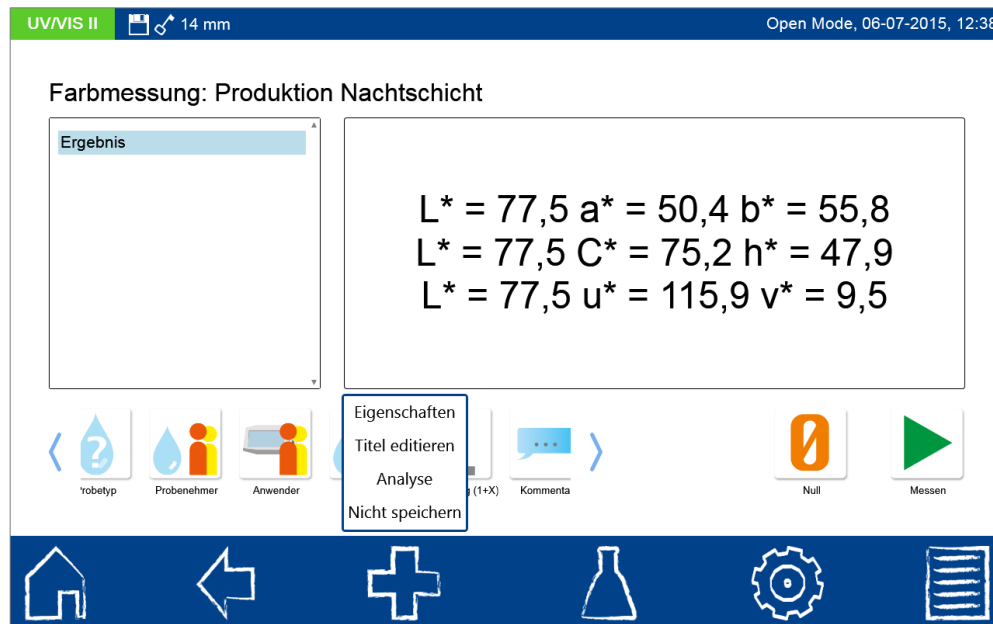 UV/VIS II 14 mm Open Mode, 06-07-2015, 12:38
Farbmessung: Produktion Nachtschicht
Ergebnis
L* = 77,5 a* = 50,4 b* = 55,8
L* = 77,5 C* = 75,2 h* = 47,9
L* = 77,5 u* = 115,9 v* = 9,5
Eigenschaften
Titel editieren
Analyse
Nicht speichern
robetyp Probenehmer Anwender (1+X) Kommenta Null Messen